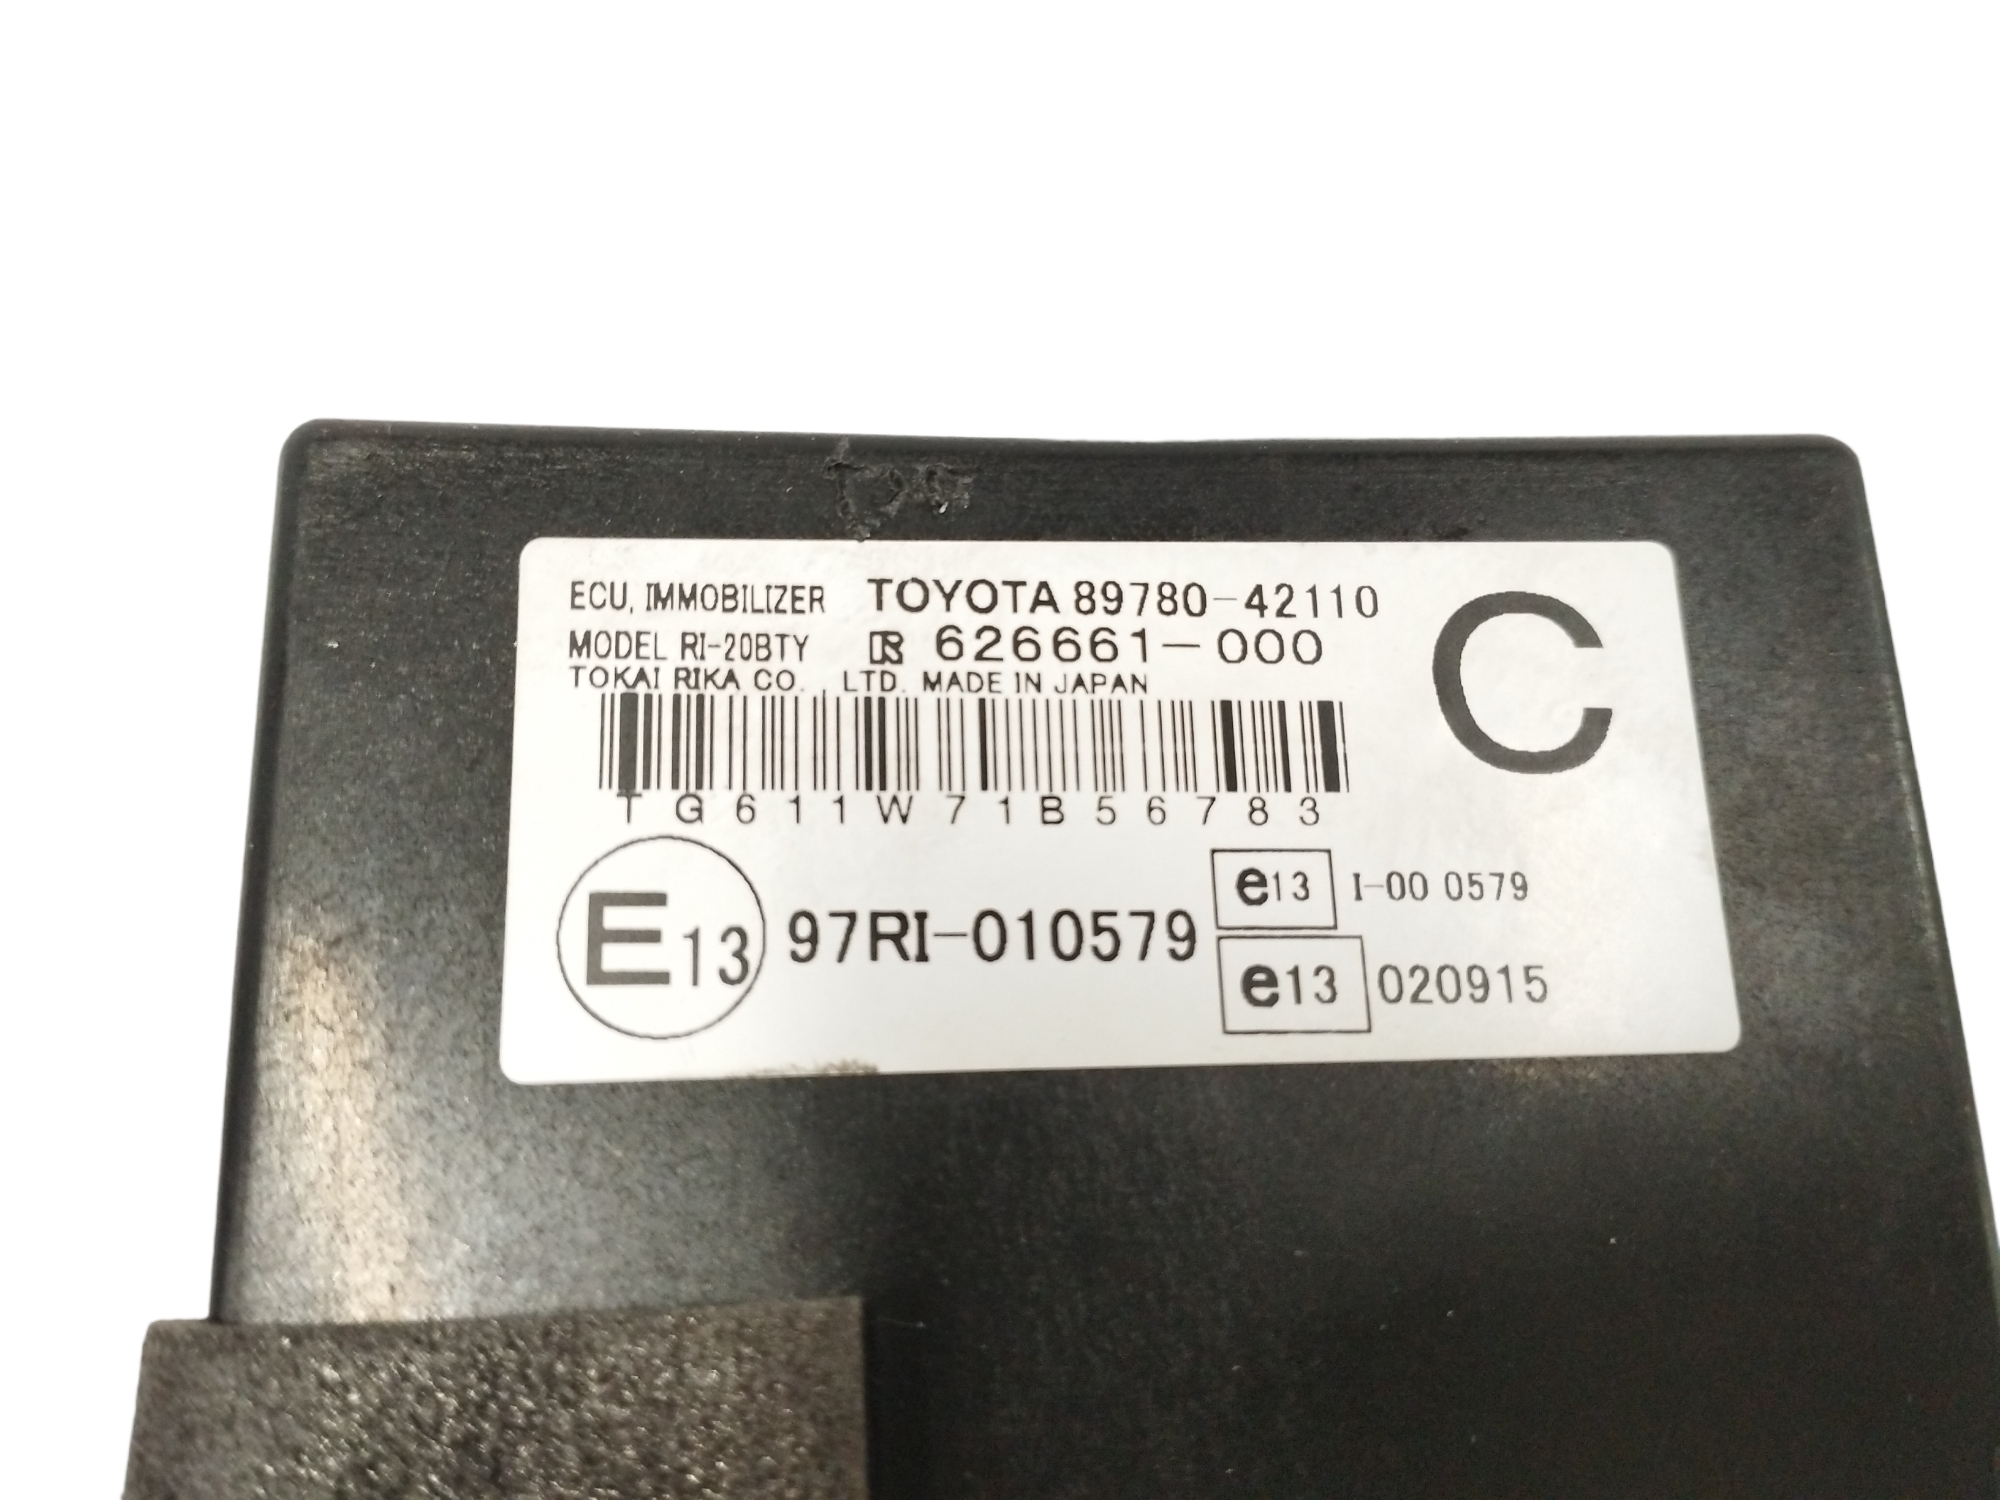 ECU, IMMOBILIZER TOYOTA 89780-42110
MODEL RI-20BTY R 626661-000
TOKAI RIKA CO., LTD. MADE IN JAPAN
C
TG611W71B56783
E13 97RI-010579
e13 I-00 0579
e13 020915